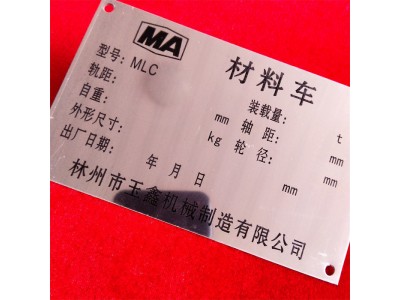 MA 材料车
型号：MLC 装载量： t
轨距： mm 轴距： mm
自重： kg 轮径： mm
外形尺寸： mm
出厂日期： 年 月 日
林州市玉鑫机械制造有限公司